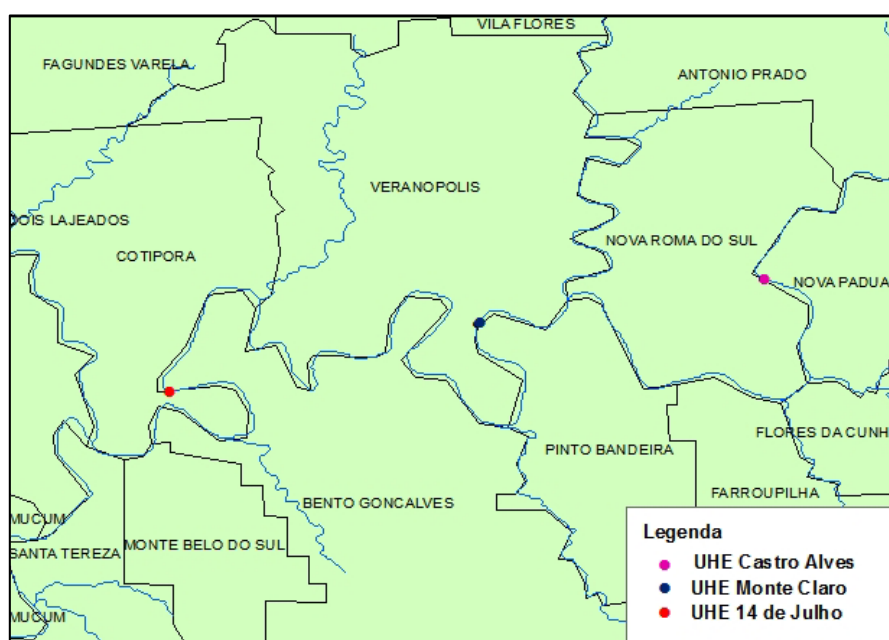 VILA FLORES
FAGUNDES VARELA
ANTONIO PRADO
VERANOPOLIS
DOIS LAJEADOS
NOVA ROMA DO SUL
COTIPORA
NOVA PADUA
FLORES DA CUNH
PINTO BANDEIRA
FARROUPILHA
BENTO GONCALVES
MUCUM
MONTE BELO DO SUL
SANTA TEREZA
MUCUM
Legenda
UHE Castro Alves
UHE Monte Claro
UHE 14 de Julho